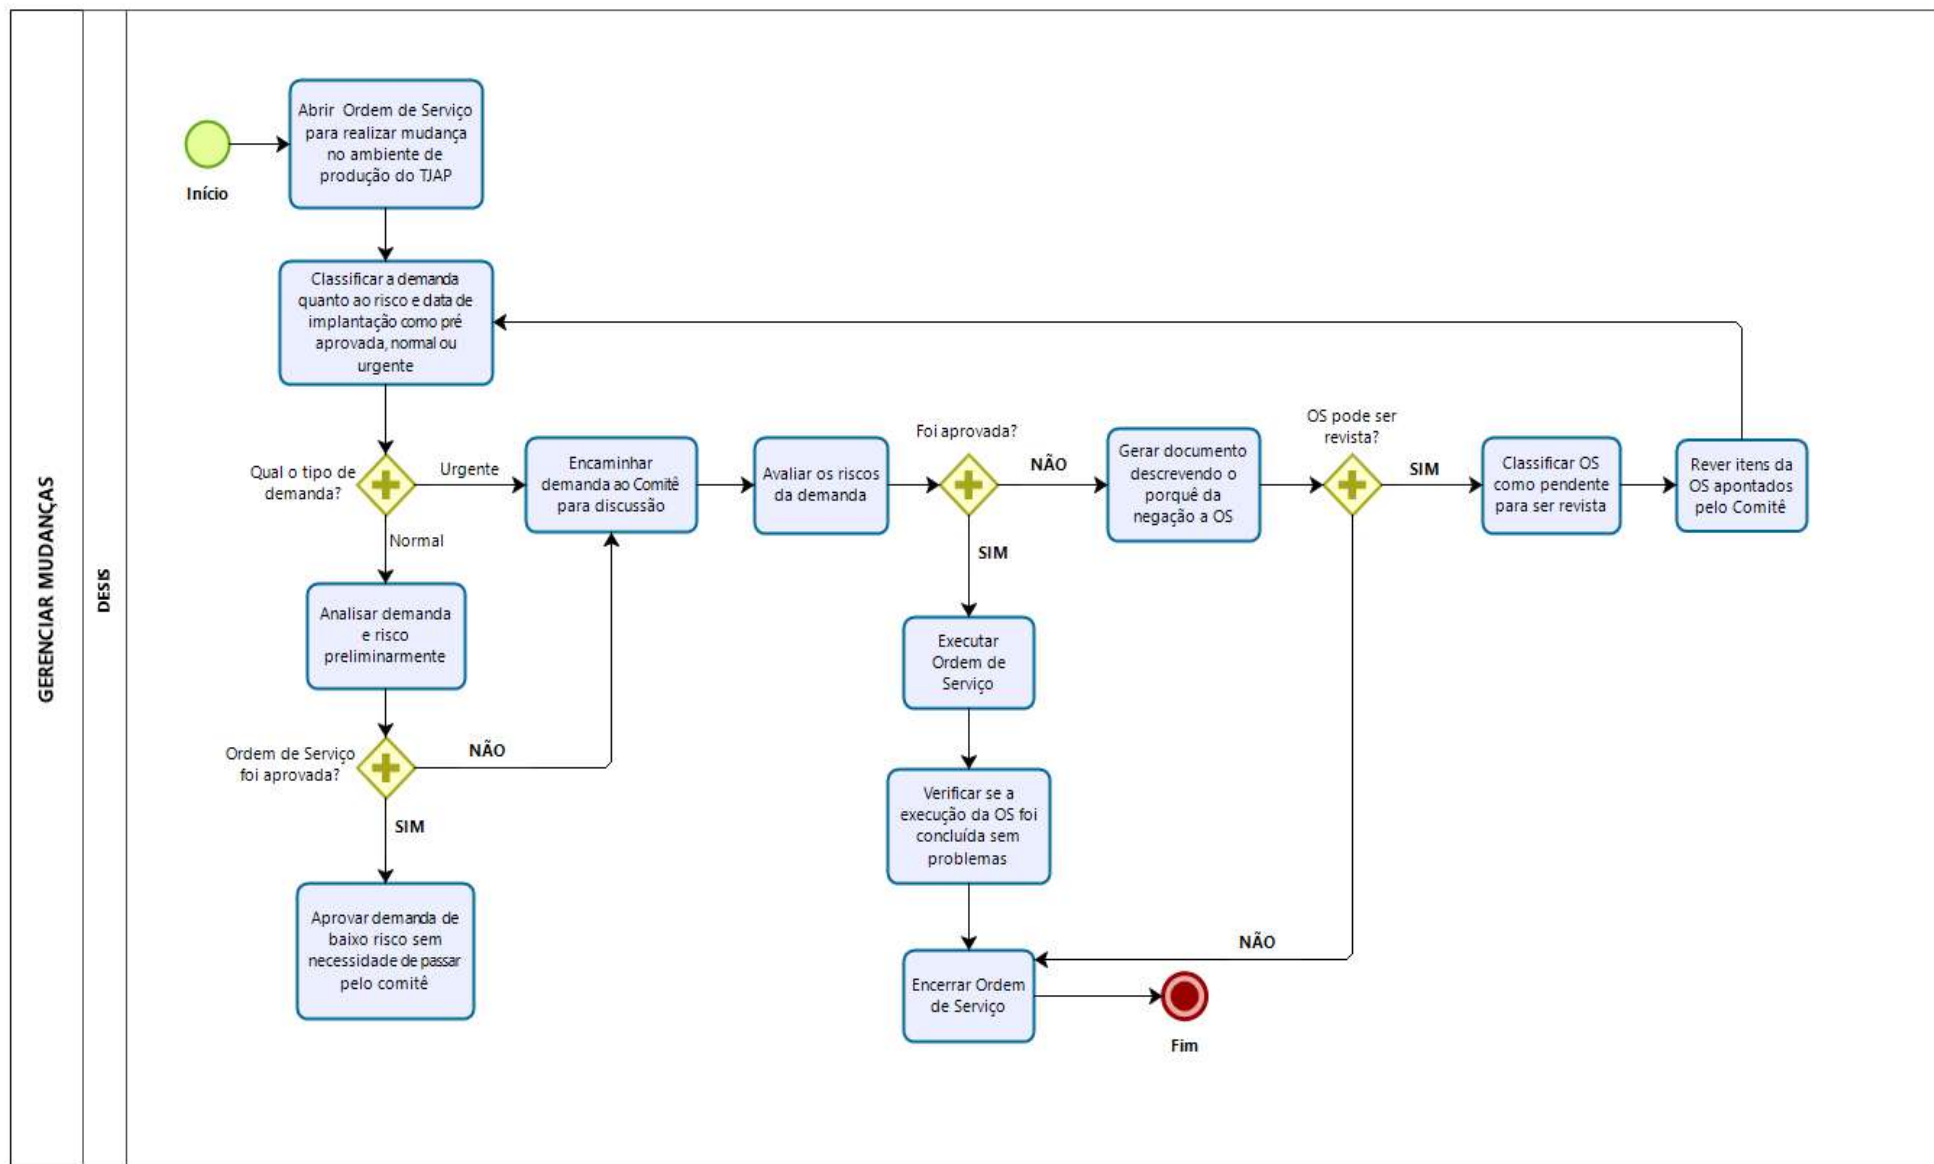 GERENCIAR MUDANÇAS
DESIS
Início
Abrir Ordem de Serviço
para realizar mudança
no ambiente de
produção do TJAP
Classificar a demanda
quanto ao risco e data de
implantação como pré
aprovada, normal ou
urgente
Qual o tipo de
demanda?
Urgente
Normal
Encaminhar
demanda ao Comitê
para discussão
Avaliar os riscos
da demanda
Foi aprovada?
NÃO
SIM
Gerar documento
descrevendo o
porquê da
negação a OS
OS pode ser
revista?
SIM
Classificar OS
como pendente
para ser revista
Rever itens da
OS apontados
pelo Comitê
Analisar demanda
e risco
preliminarmente
Ordem de Serviço
foi aprovada?
NÃO
SIM
Aprovar demanda de
baixo risco sem
necessidade de passar
pelo comitê
Executar
Ordem de
Serviço
Verificar se a
execução da OS foi
concluída sem
problemas
NÃO
Encerrar Ordem
de Serviço
Fim